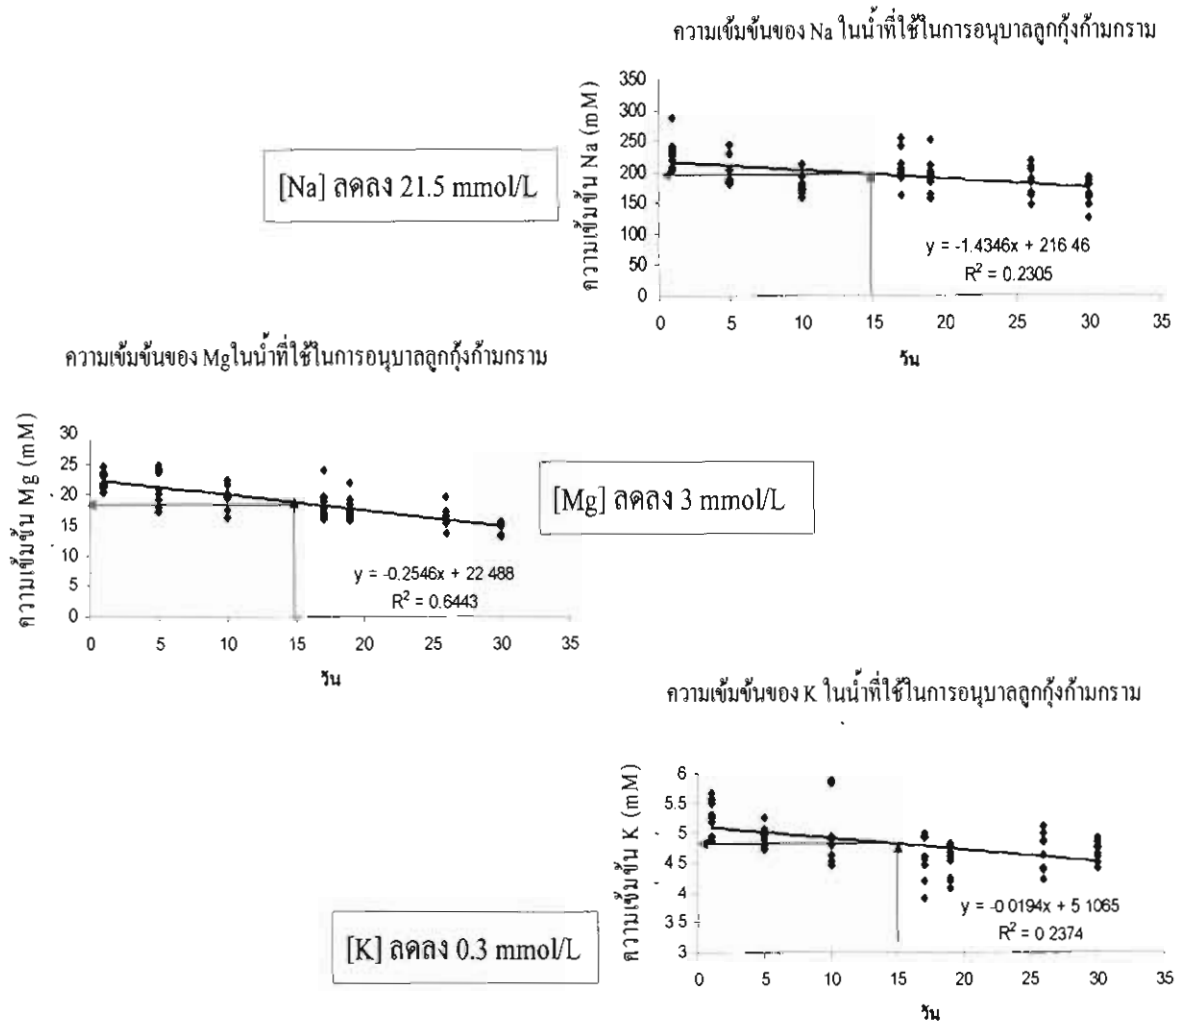 ความเข้มข้นของ Na ในน้ำที่ใช้ในการอนุบาลลูกกุ้งก้ามกราม
ความเข้มข้น Na (mM)
350
300
250
200
150
100
50
0
0 5 10 15 20 25 30 35
วัน
y = -1.4346x + 216 46
R² = 0.2305
[Na] ลดลง 21.5 mmol/L
ความเข้มข้นของ Mgในน้ำที่ใช้ในการอนุบาลลูกกุ้งก้ามกราม
ความเข้มข้น Mg (mM)
30
25
20
15
10
5
0
0 5 10 15 20 25 30 35
วัน
y = -0.2546x + 22 488
R² = 0.6443
[Mg] ลดลง 3 mmol/L
ความเข้มข้นของ K ในน้ำที่ใช้ในการอนุบาลลูกกุ้งก้ามกราม
ความเข้มข้น K (mM)
6
5.5
5
4.5
4
3 5
3
0 5 10 15 20 25 30 35
วัน
y = -0 0194x + 5 1065
R² = 0 2374
[K] ลดลง 0.3 mmol/L